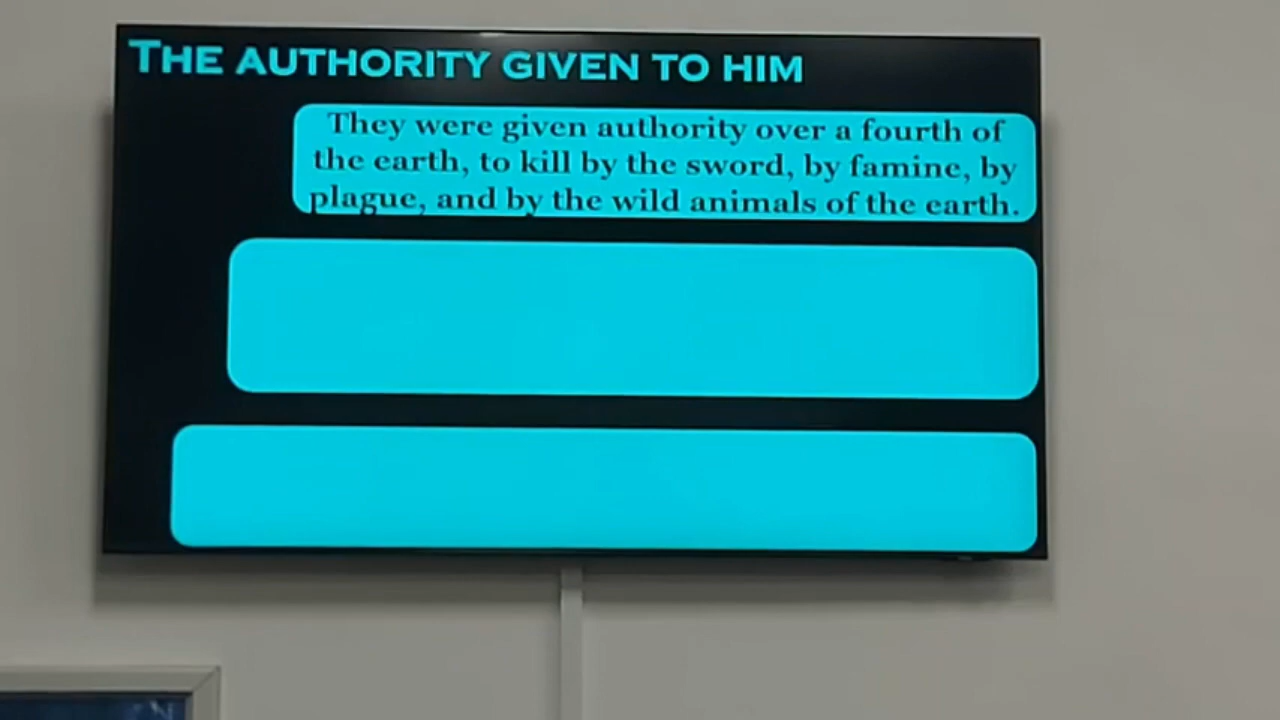 THE AUTHORITY GIVEN TO HIM
They were given authority over a fourth of
the earth, to kill by the sword, by famine, by
plague, and by the wild animals of the earth.